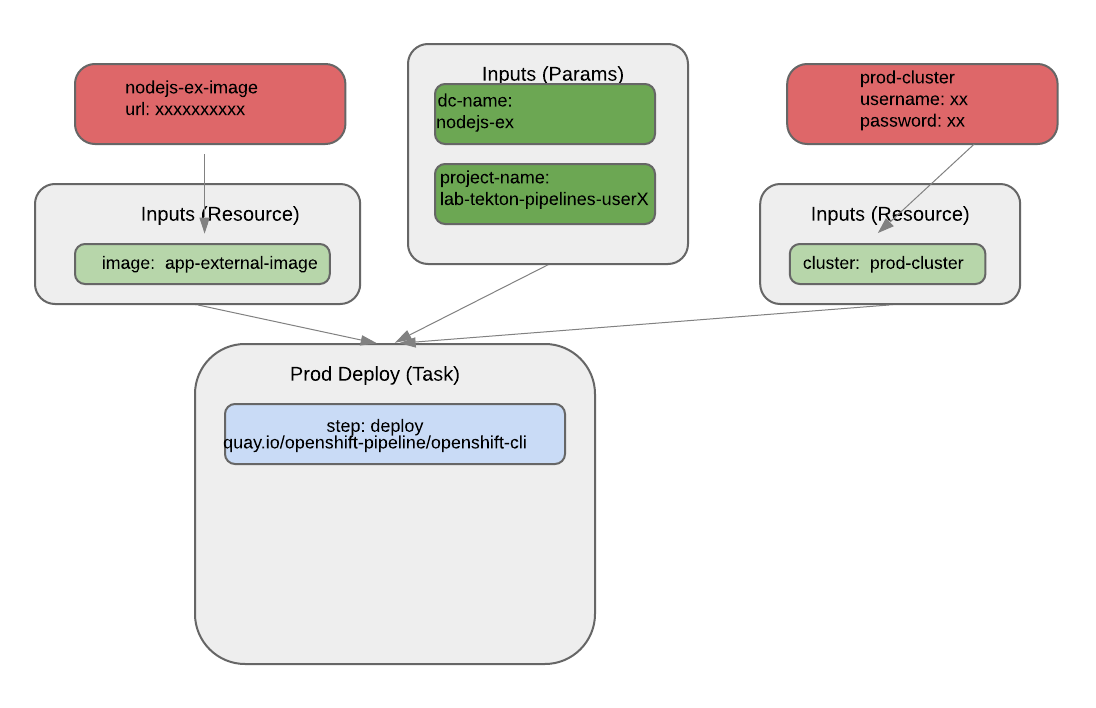 nodejs-ex-image
url: xxxxxxxxxx
Inputs (Params)
dc-name:
nodejs-ex
project-name:
lab-tekton-pipelines-userX
prod-cluster
username: xx
password: xx
Inputs (Resource)
image:  app-external-image
Inputs (Resource)
cluster:  prod-cluster
Prod Deploy (Task)
step: deploy
quay.io/openshift-pipeline/openshift-cli